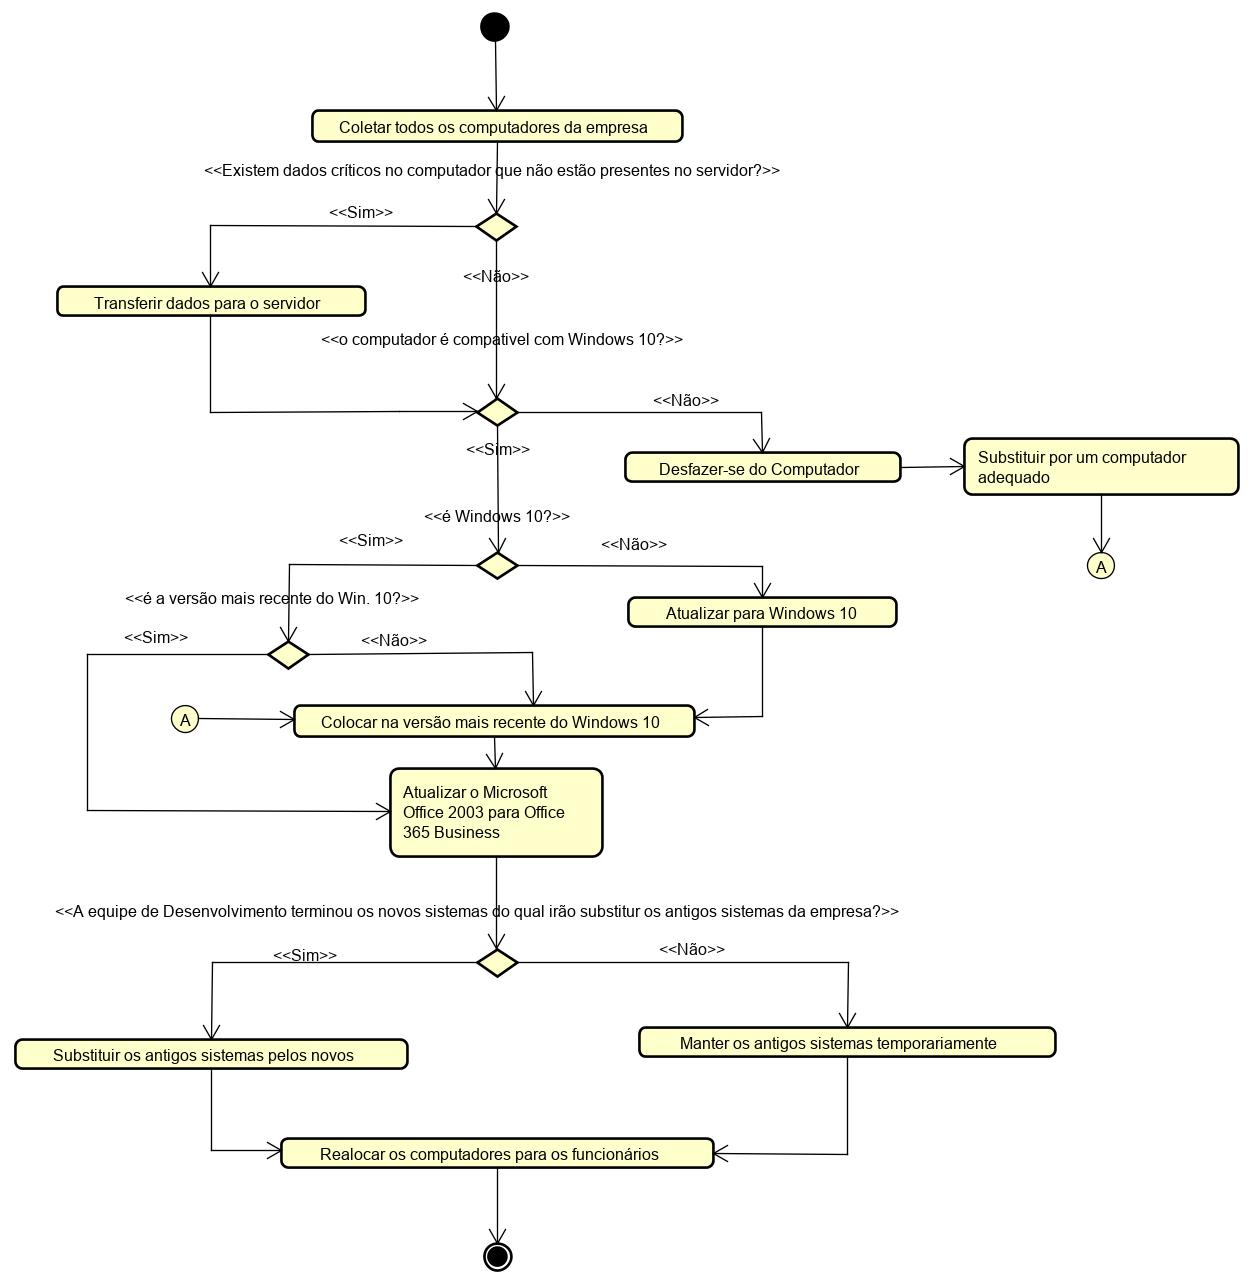 Coletar todos os computadores da empresa
<<Existem dados críticos no computador que não estão presentes no servidor?>>
<<Sim>>
<<Não>>
Transferir dados para o servidor
<<o computador é compativel com Windows 10?>>
<<Não>>
<<Sim>>
Desfazer-se do Computador
Substituir por um computador
adequado
<<é Windows 10?>>
<<Sim>>
<<Não>>
A
<<é a versão mais recente do Win. 10?>>
Atualizar para Windows 10
<<Sim>>
<<Não>>
A
Colocar na versão mais recente do Windows 10
Atualizar o Microsoft
Office 2003 para Office
365 Business
<<A equipe de Desenvolvimento terminou os novos sistemas do qual irão substitur os antigos sistemas da empresa?>>
<<Sim>>
<<Não>>
Substituir os antigos sistemas pelos novos
Manter os antigos sistemas temporariamente
Realocar os computadores para os funcionários